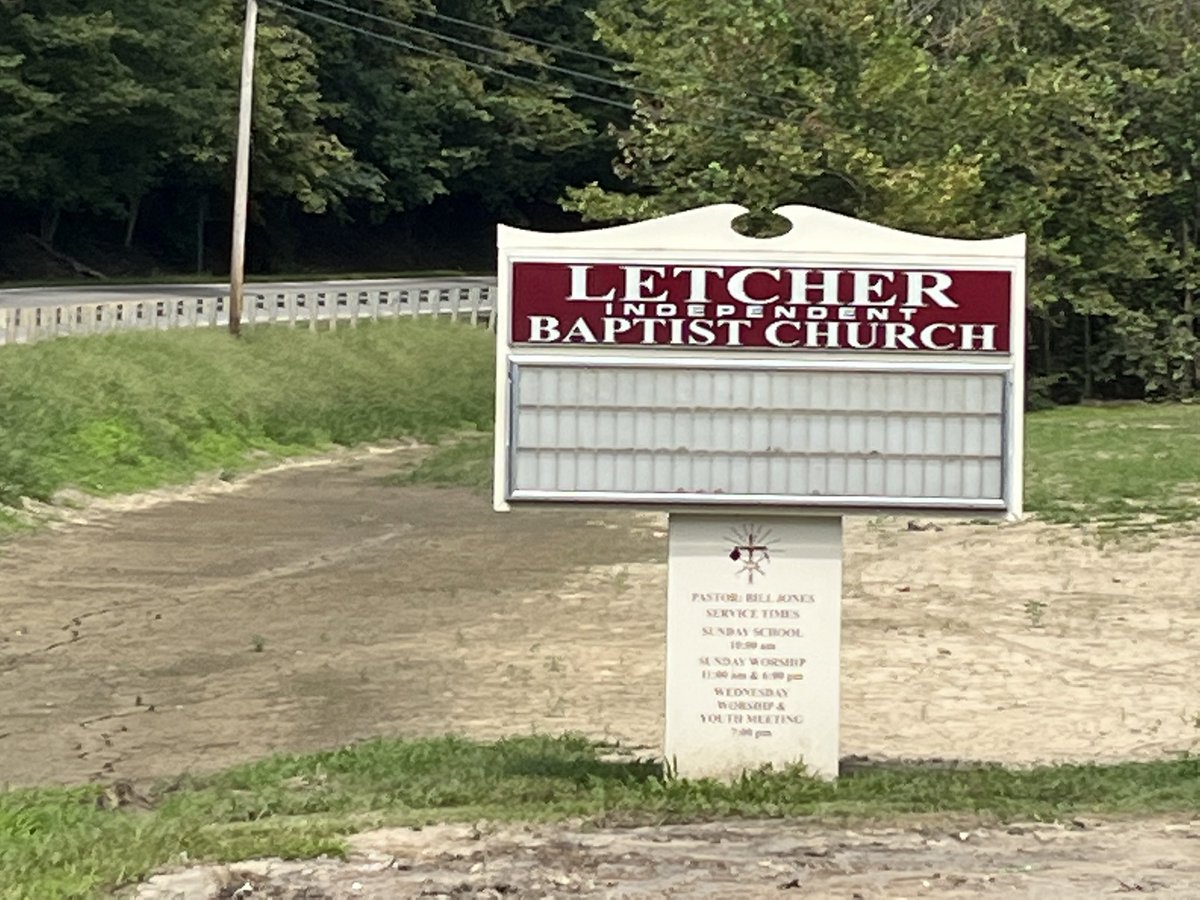 LETCHER
INDEPENDENT
BAPTIST CHURCH
PASTOR: BILL JONES
SERVICE TIMES
SUNDAY SCHOOL
10:00 am
SUNDAY WORSHIP
11:00 am & 6:00 pm
WEDNESDAY
WORSHIP &
YOUTH MEETING
7:00 pm